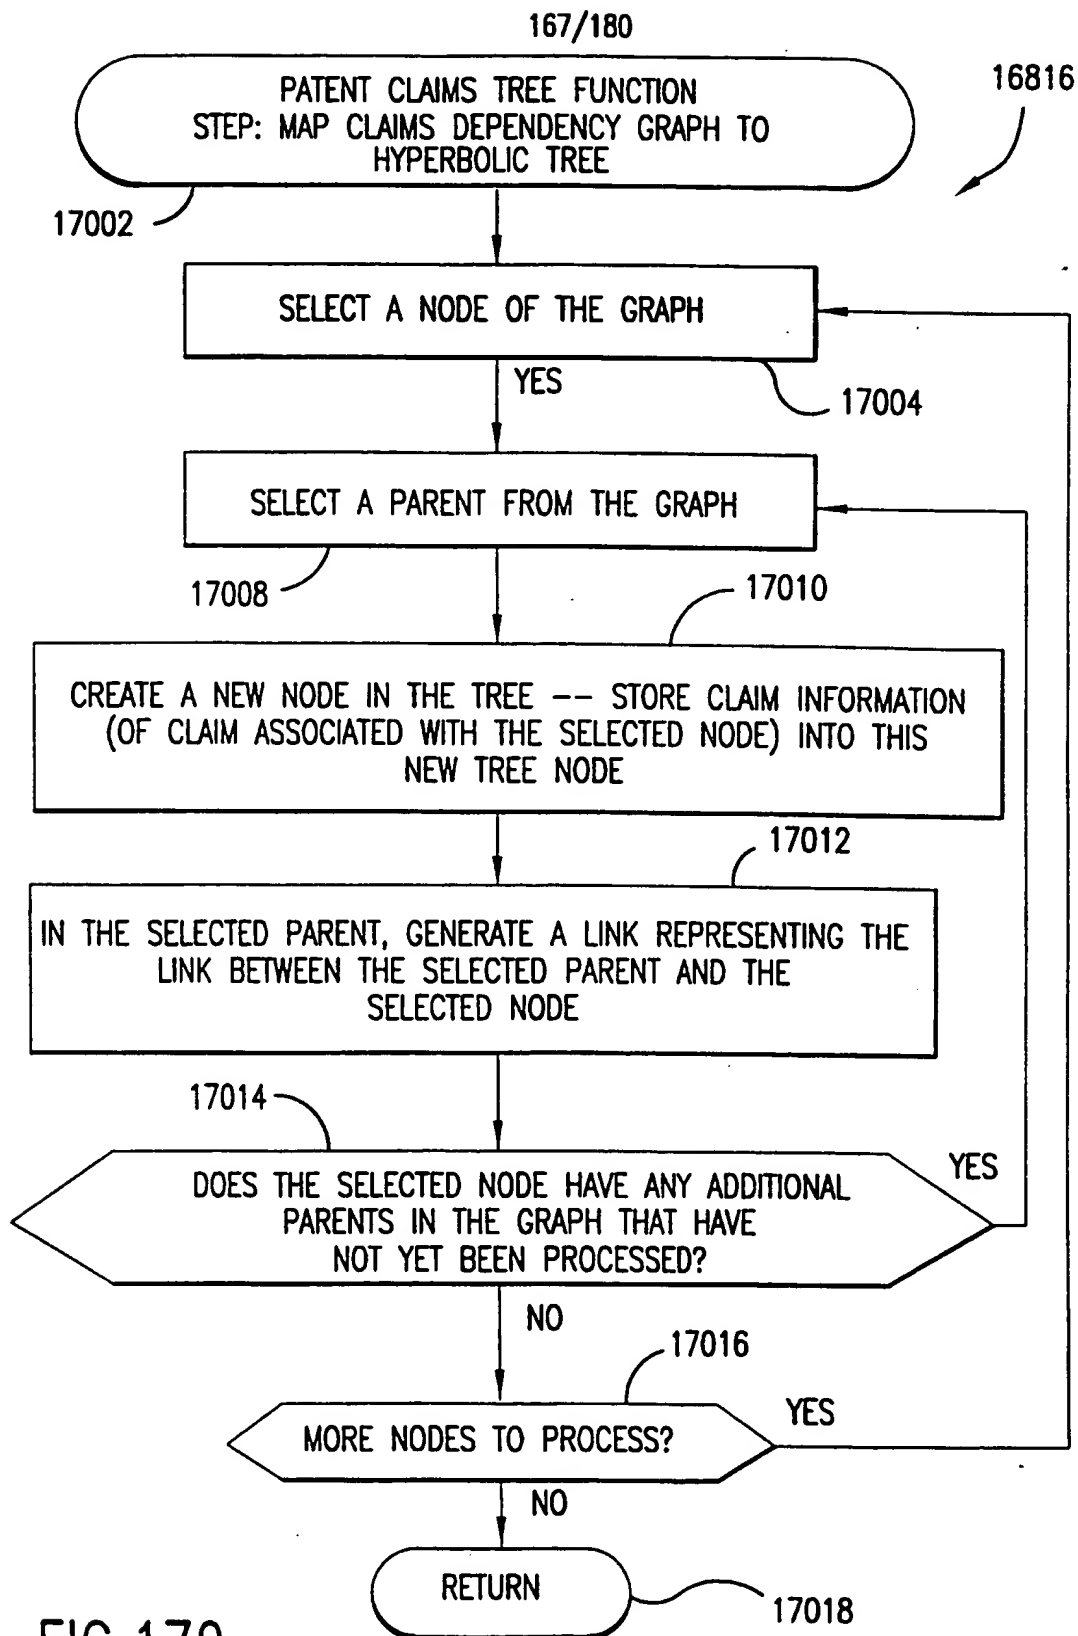 167/180
16816
PATENT CLAIMS TREE FUNCTION
STEP: MAP CLAIMS DEPENDENCY GRAPH TO
HYPERBOLIC TREE
17002
SELECT A NODE OF THE GRAPH
YES
17004
SELECT A PARENT FROM THE GRAPH
17008
17010
CREATE A NEW NODE IN THE TREE -- STORE CLAIM INFORMATION
(OF CLAIM ASSOCIATED WITH THE SELECTED NODE) INTO THIS
NEW TREE NODE
17012
IN THE SELECTED PARENT, GENERATE A LINK REPRESENTING THE
LINK BETWEEN THE SELECTED PARENT AND THE
SELECTED NODE
17014
YES
DOES THE SELECTED NODE HAVE ANY ADDITIONAL
PARENTS IN THE GRAPH THAT HAVE
NOT YET BEEN PROCESSED?
NO
17016
YES
MORE NODES TO PROCESS?
NO
RETURN
17018
FIG.170